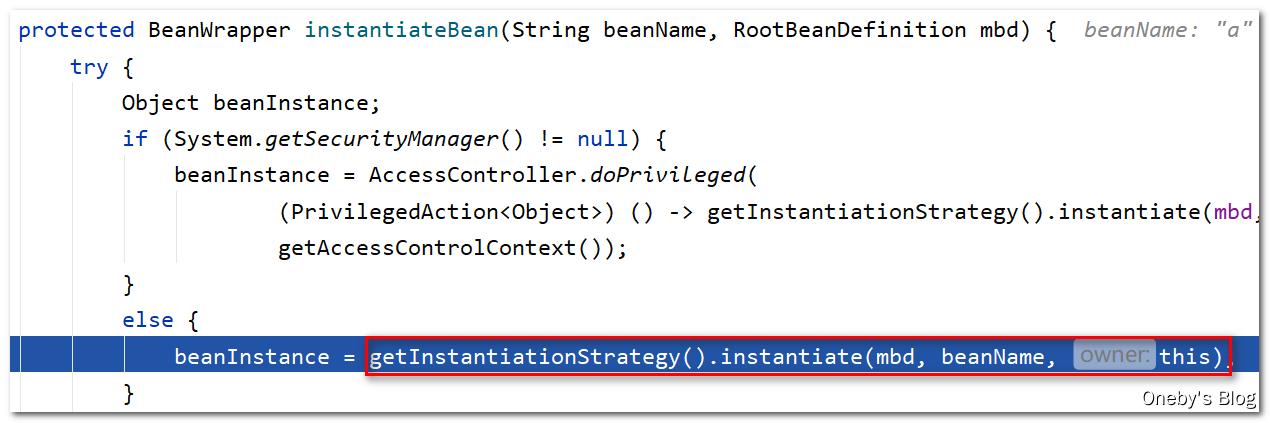 protected BeanWrapper instantiateBean(String beanName, RootBeanDefinition mbd) {  beanName: "a"
try {
Object beanInstance;
if (System.getSecurityManager() != null) {
beanInstance = AccessController.doPrivileged(
(PrivilegedAction<Object>) () -> getInstantiationStrategy().instantiate(mbd,
getAccessControlContext());
}
else {
beanInstance = getInstantiationStrategy().instantiate(mbd, beanName, owner: this);
}
Oneby's Blog